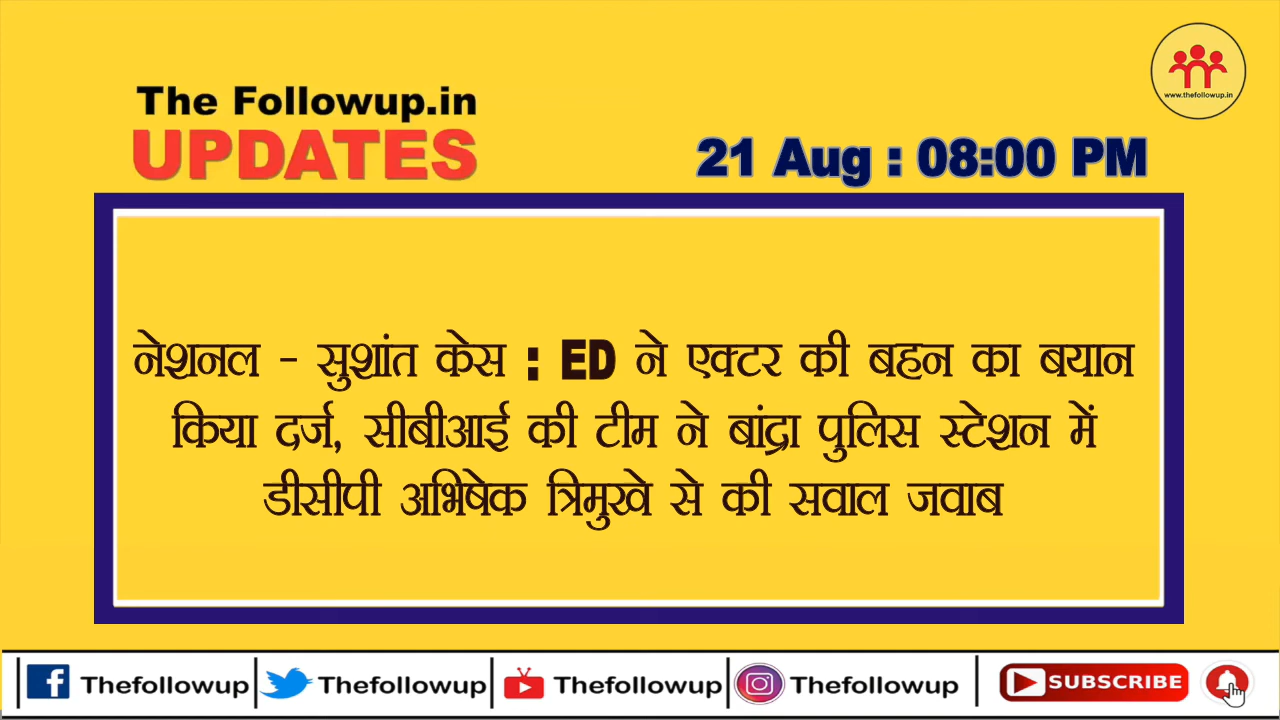 www.thefollowup.in
The Followup.in
UPDATES
21 Aug : 08:00 PM
नेशनल - सुशांत केस : ED ने एक्टर की बहन का बयान
किया दर्ज, सीबीआई की टीम ने बांद्रा पुलिस स्टेशन में
डीसीपी अभिषेक त्रिमुखे से की सवाल जवाब
Thefollowup Thefollowup Thefollowup Thefollowup SUBSCRIBE